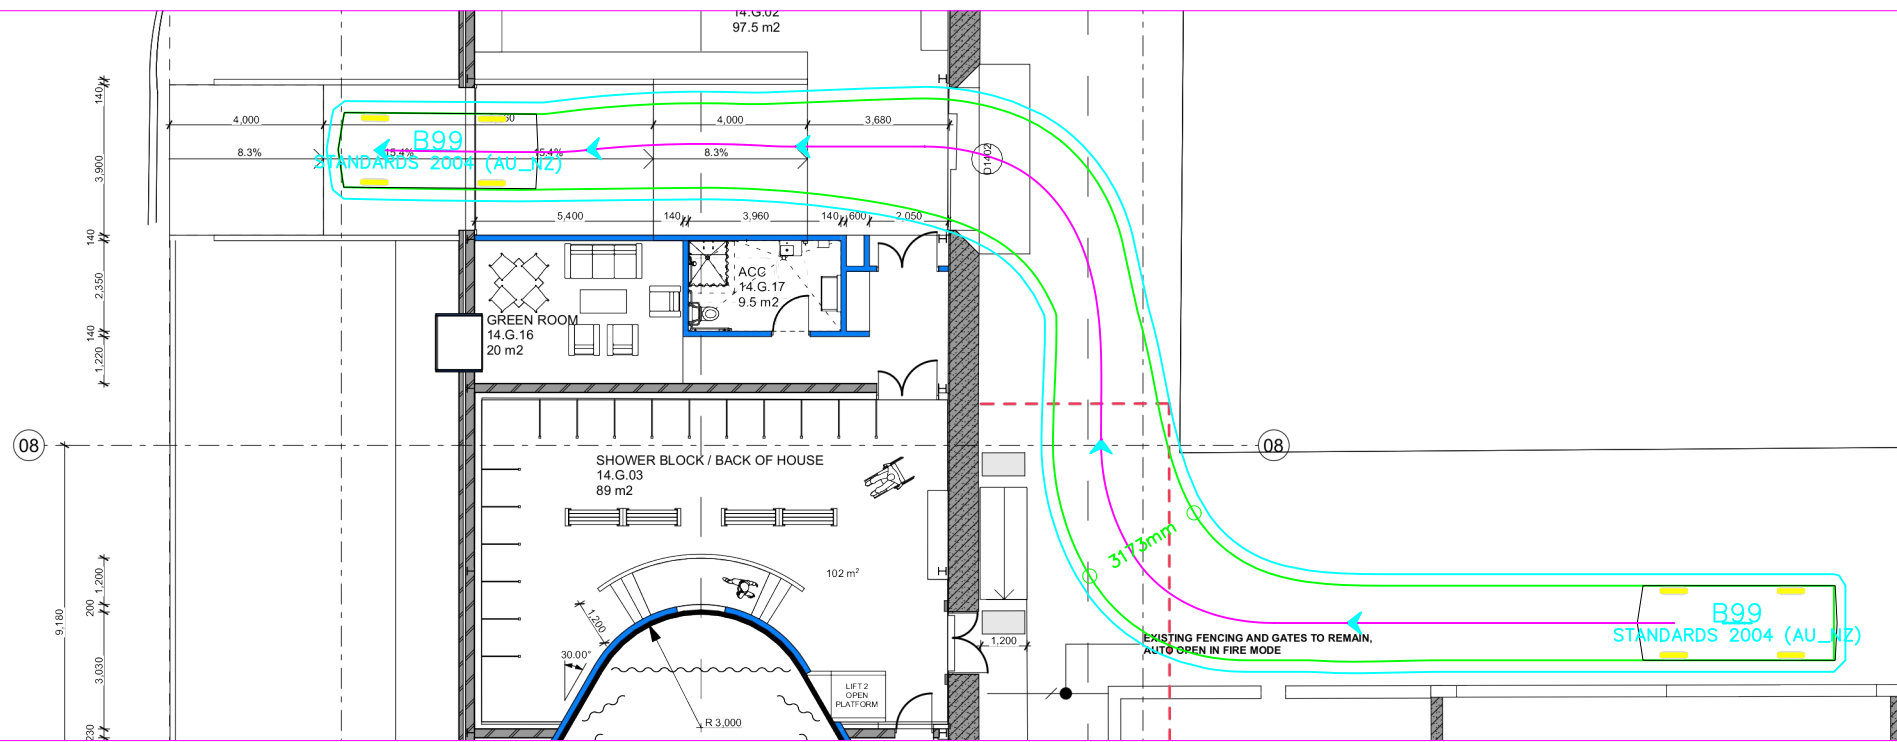 14.G.02
97.5 m2
140
4,000
4,000
3,680
B99
STANDARDS 2004 (AU_NZ)
8.3%
15.4%
15.4%
8.3%
D1402
3,900
5,400
140
3,960
140
600
2,050
140
2,350
140
1,220
ACC
14.G.17
9.5 m2
GREEN ROOM
14.G.16
20 m2
08
08
SHOWER BLOCK / BACK OF HOUSE
14.G.03
89 m2
3173mm
102 m²
1,200
200
9,180
3,030
230
1,200
30.00°
R 3,000
LIFT 2
OPEN
PLATFORM
1,200
EXISTING FENCING AND GATES TO REMAIN,
AUTO OPEN IN FIRE MODE
B99
STANDARDS 2004 (AU_NZ)